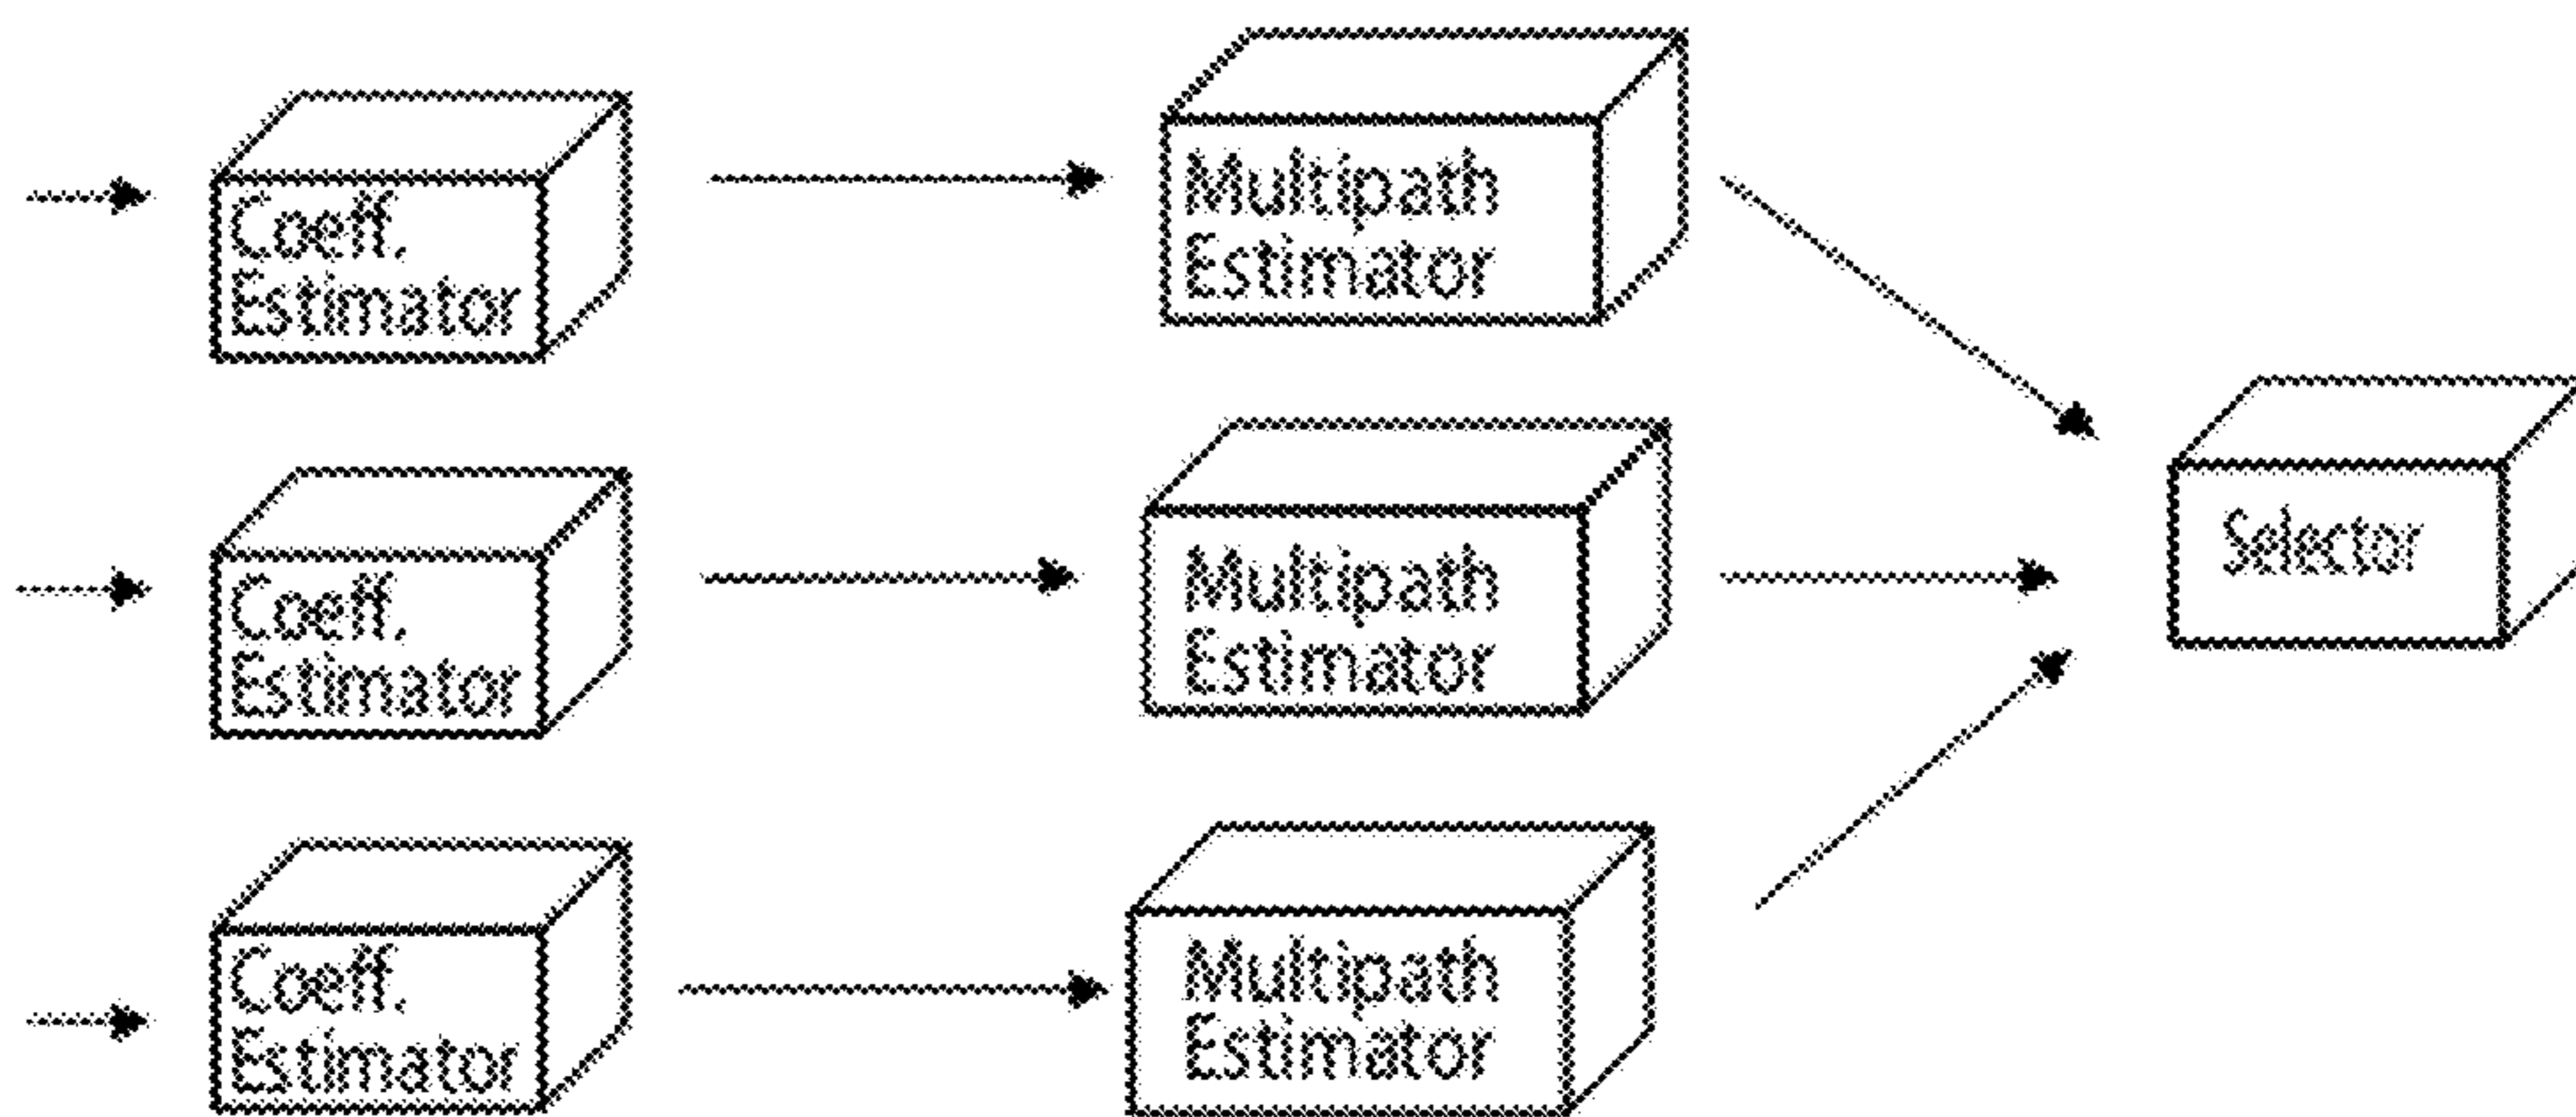 Coeff.
Estimator
Multipath
Estimator
Coeff.
Estimator
Multipath
Estimator
Selector
Coeff.
Estimator
Multipath
Estimator